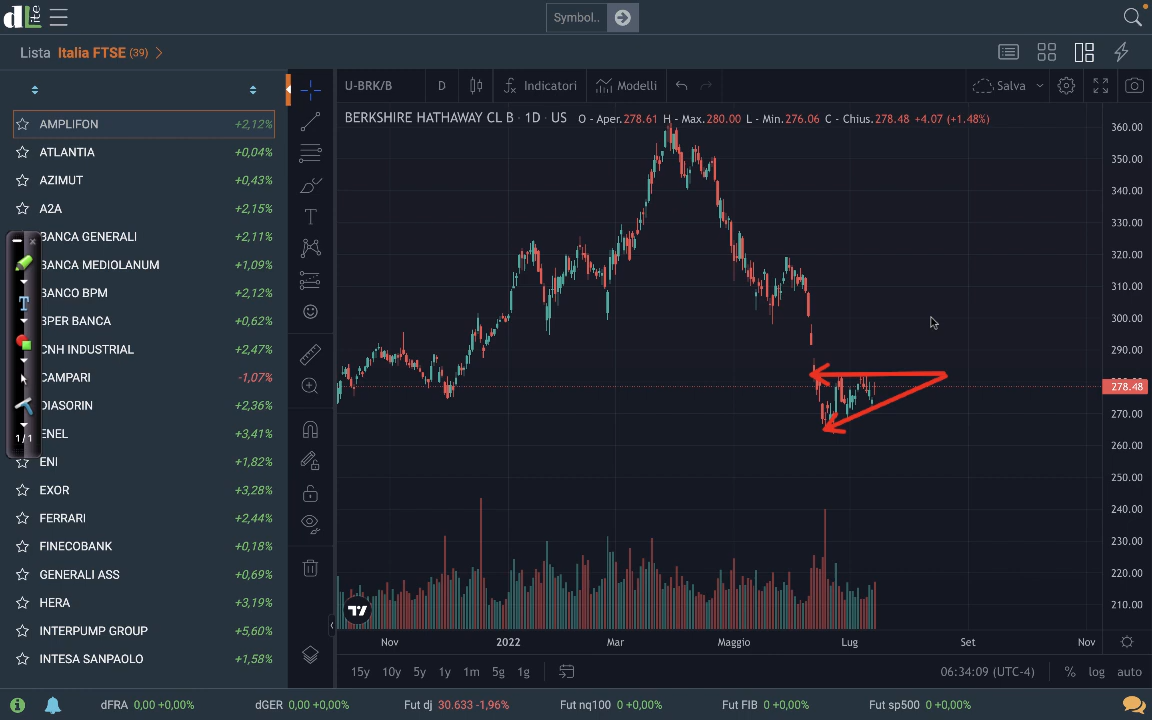 dLite
Symbol..
Lista Italia FTSE (39)
U-BRK/B D Indicatori Modelli Salva
BERKSHIRE HATHAWAY CL B · 1D · US O - Aper.278.61 H - Max.280.00 L - Min.276.06 C - Chius.278.48 +4.07 (+1.48%)
AMPLIFON +2,12%
ATLANTIA +0,04%
AZIMUT +0,43%
A2A +2,15%
BANCA GENERALI +2,11%
BANCA MEDIOLANUM +1,09%
BANCO BPM +2,12%
BPER BANCA +0,62%
CNH INDUSTRIAL +2,47%
CAMPARI -1,07%
DIASORIN +2,36%
ENEL +3,41%
ENI +1,82%
EXOR +3,28%
FERRARI +2,44%
FINECOBANK +0,18%
GENERALI ASS +0,69%
HERA +3,19%
INTERPUMP GROUP +5,60%
INTESA SANPAOLO +1,58%
T
1/1
T
360.00
350.00
340.00
330.00
320.00
310.00
300.00
290.00
278.48
270.00
260.00
250.00
240.00
230.00
220.00
210.00
Nov 2022 Mar Maggio Lug Set Nov
15y 10y 5y 1y 1m 5g 1g 06:34:09 (UTC-4) % log auto
dFRA 0,00 +0,00% dGER 0,00 +0,00% Fut dj 30.633 -1,96% Fut nq100 0 +0,00% Fut FIB 0 +0,00% Fut sp500 0 +0,00%